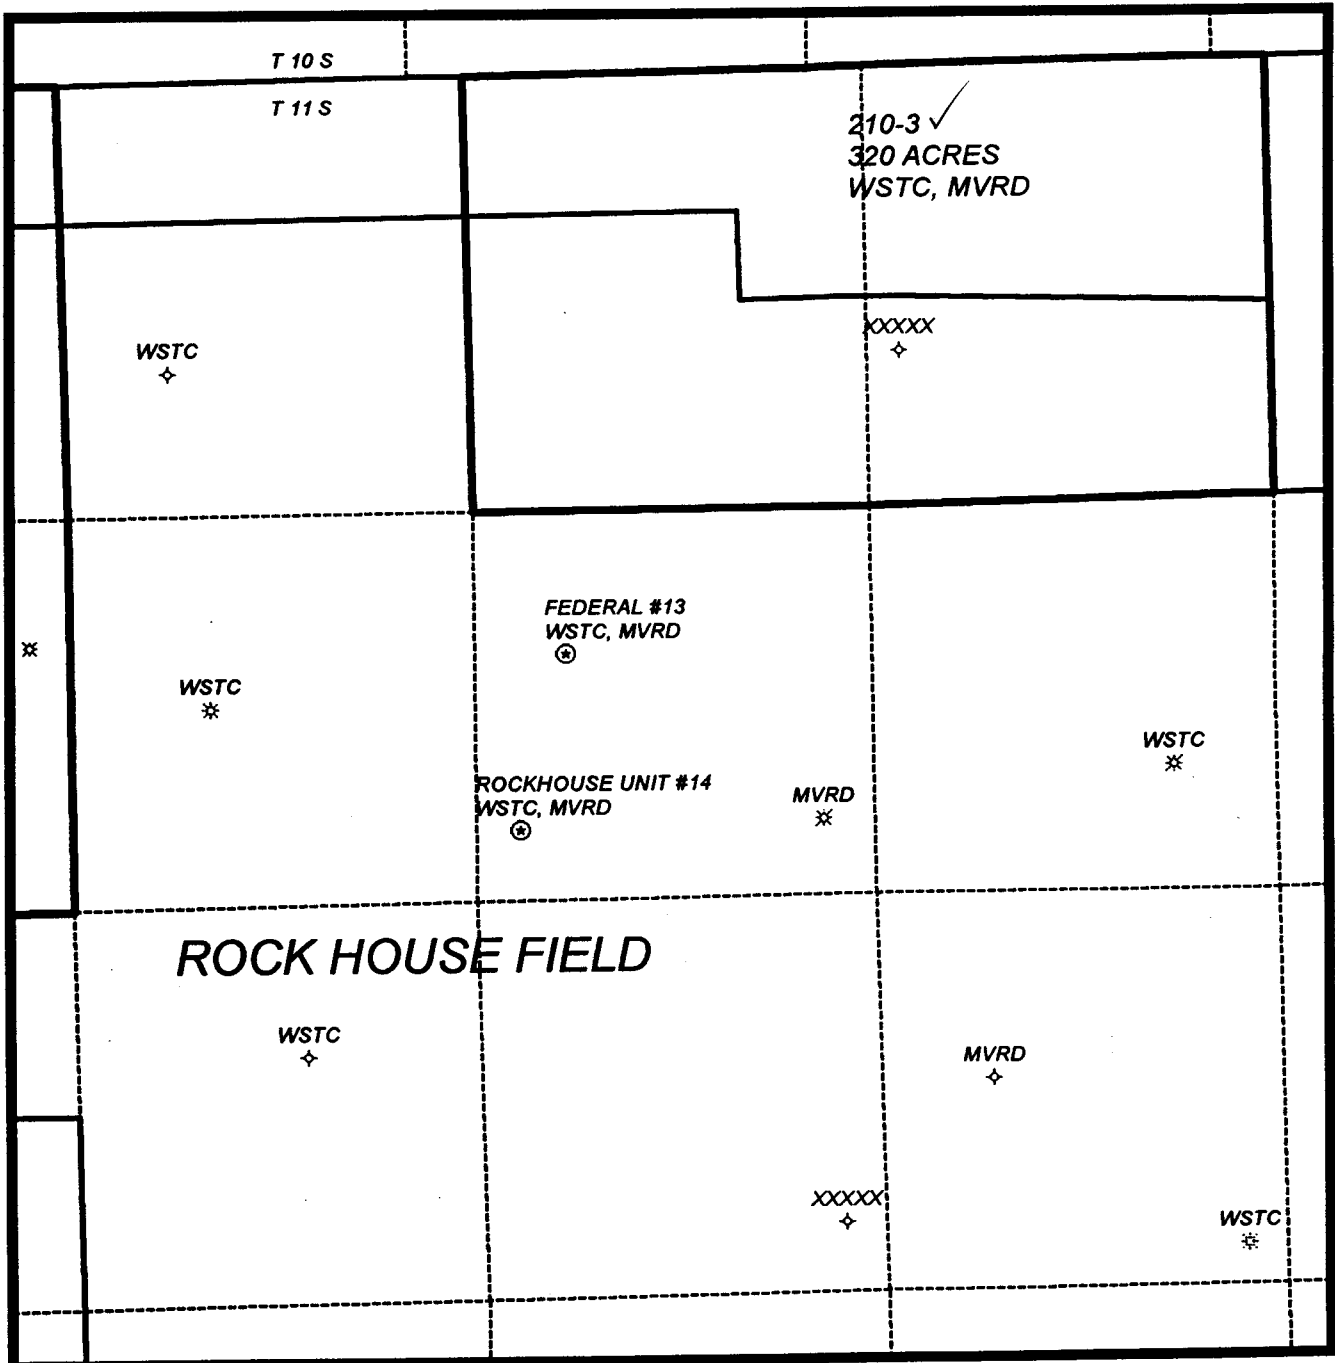 T 10 S
T 11 S
210-3 ✓
320 ACRES
WSTC, MVRD
XXXXX
WSTC
FEDERAL #13
WSTC, MVRD
WSTC
WSTC
ROCKHOUSE UNIT #14
WSTC, MVRD
MVRD
ROCK HOUSE FIELD
WSTC
MVRD
XXXXX
WSTC